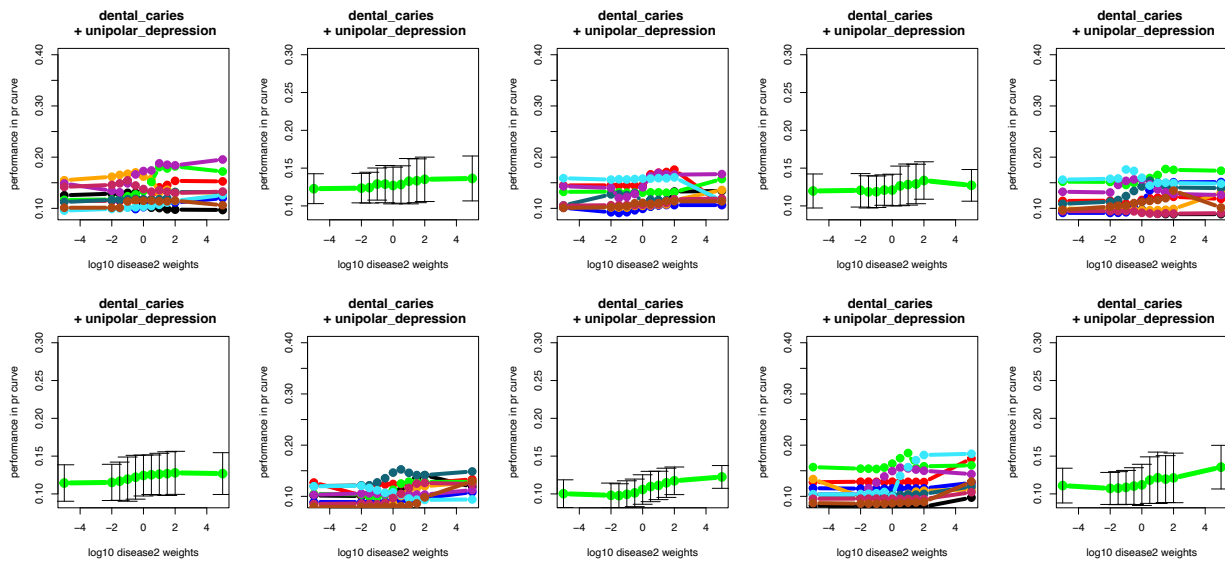 dental_caries
+ unipolar_depression
performance in pr curve
0.10 0.20 0.30 0.40
−4 −2 0 2 4
log10 disease2 weights
dental_caries
+ unipolar_depression
performance in pr curve
0.10 0.15 0.20 0.25 0.30
−4 −2 0 2 4
log10 disease2 weights
dental_caries
+ unipolar_depression
performance in pr curve
0.10 0.20 0.30 0.40
−4 −2 0 2 4
log10 disease2 weights
dental_caries
+ unipolar_depression
performance in pr curve
0.10 0.15 0.20 0.25 0.30
−4 −2 0 2 4
log10 disease2 weights
dental_caries
+ unipolar_depression
performance in pr curve
0.10 0.20 0.30 0.40
−4 −2 0 2 4
log10 disease2 weights
dental_caries
+ unipolar_depression
performance in pr curve
0.10 0.15 0.20 0.25 0.30
−4 −2 0 2 4
log10 disease2 weights
dental_caries
+ unipolar_depression
performance in pr curve
0.10 0.20 0.30 0.40
−4 −2 0 2 4
log10 disease2 weights
dental_caries
+ unipolar_depression
performance in pr curve
0.10 0.15 0.20 0.25 0.30
−4 −2 0 2 4
log10 disease2 weights
dental_caries
+ unipolar_depression
performance in pr curve
0.10 0.20 0.30 0.40
−4 −2 0 2 4
log10 disease2 weights
dental_caries
+ unipolar_depression
performance in pr curve
0.10 0.15 0.20 0.25 0.30
−4 −2 0 2 4
log10 disease2 weights